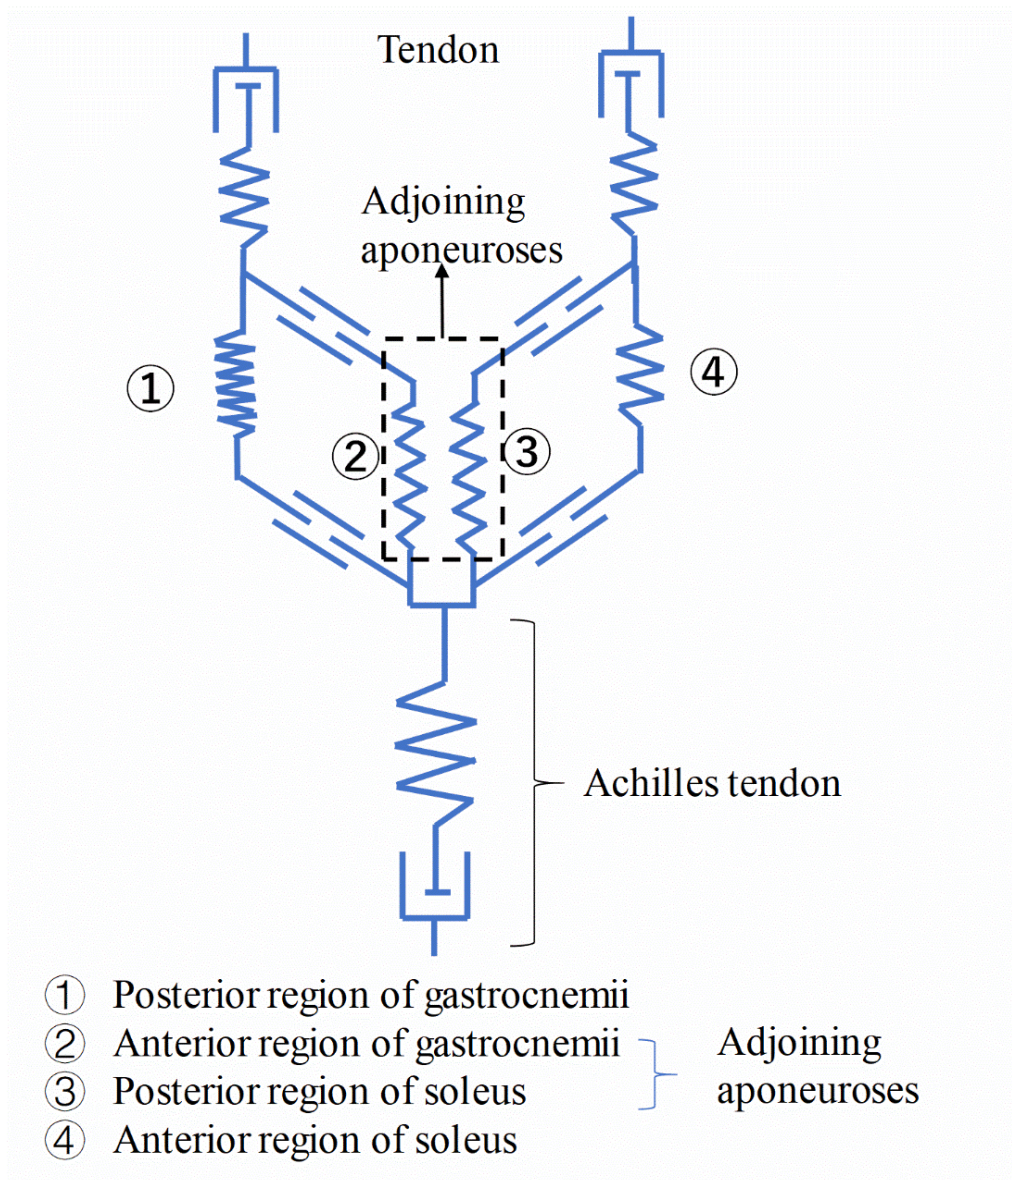 Tendon
Adjoining
aponeuroses
①
④
②
③
Achilles tendon
① Posterior region of gastrocnemii
② Anterior region of gastrocnemii
③ Posterior region of soleus
④ Anterior region of soleus
Adjoining
aponeuroses